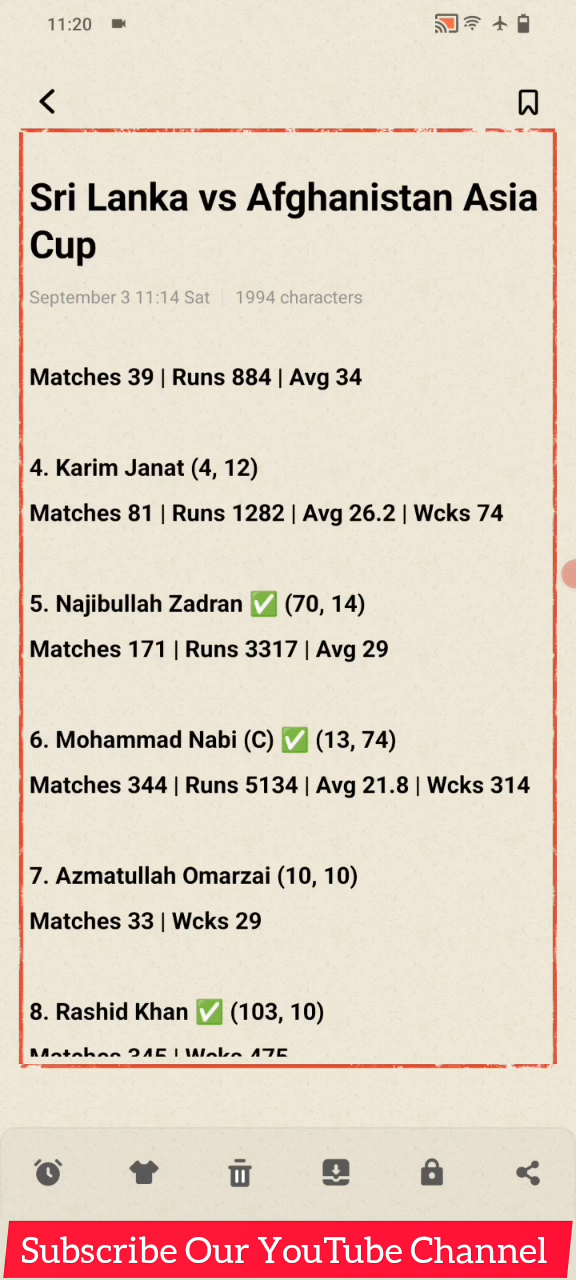 11:20
Sri Lanka vs Afghanistan Asia
Cup
September 3 11:14 Sat | 1994 characters
Matches 39 | Runs 884 | Avg 34
4. Karim Janat (4, 12)
Matches 81 | Runs 1282 | Avg 26.2 | Wcks 74
5. Najibullah Zadran ✅ (70, 14)
Matches 171 | Runs 3317 | Avg 29
6. Mohammad Nabi (C) ✅ (13, 74)
Matches 344 | Runs 5134 | Avg 21.8 | Wcks 314
7. Azmatullah Omarzai (10, 10)
Matches 33 | Wcks 29
8. Rashid Khan ✅ (103, 10)
Matches 345 | Wcks 475
Subscribe Our YouTube Channel